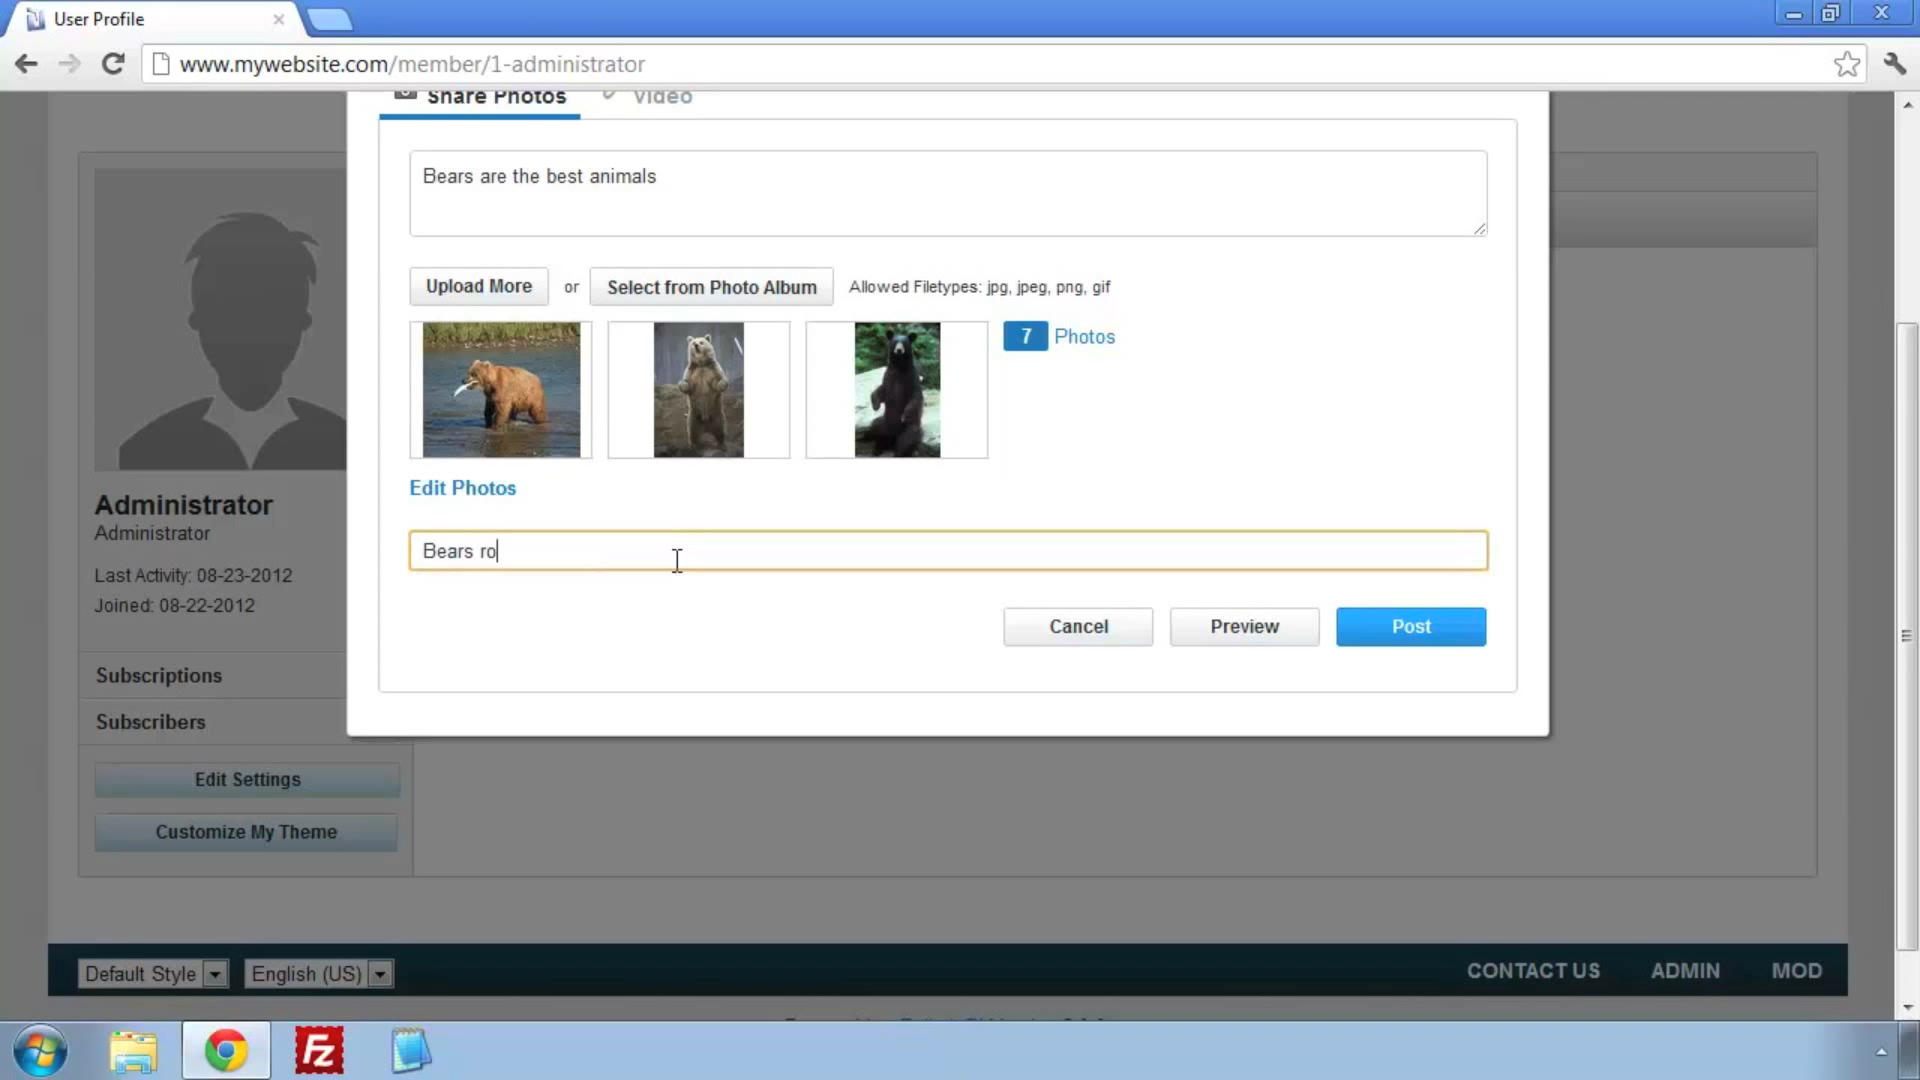 User Profile
www.mywebsite.com/member/1-administrator
Share Photos
Video
Bears are the best animals
Upload More
or
Select from Photo Album
Allowed Filetypes: jpg, jpeg, png, gif
7 Photos
Edit Photos
Bears ro
Cancel
Preview
Post
Administrator
Administrator
Last Activity: 08-23-2012
Joined: 08-22-2012
Subscriptions
Subscribers
Edit Settings
Customize My Theme
Default Style
English (US)
CONTACT US
ADMIN
MOD
Fz